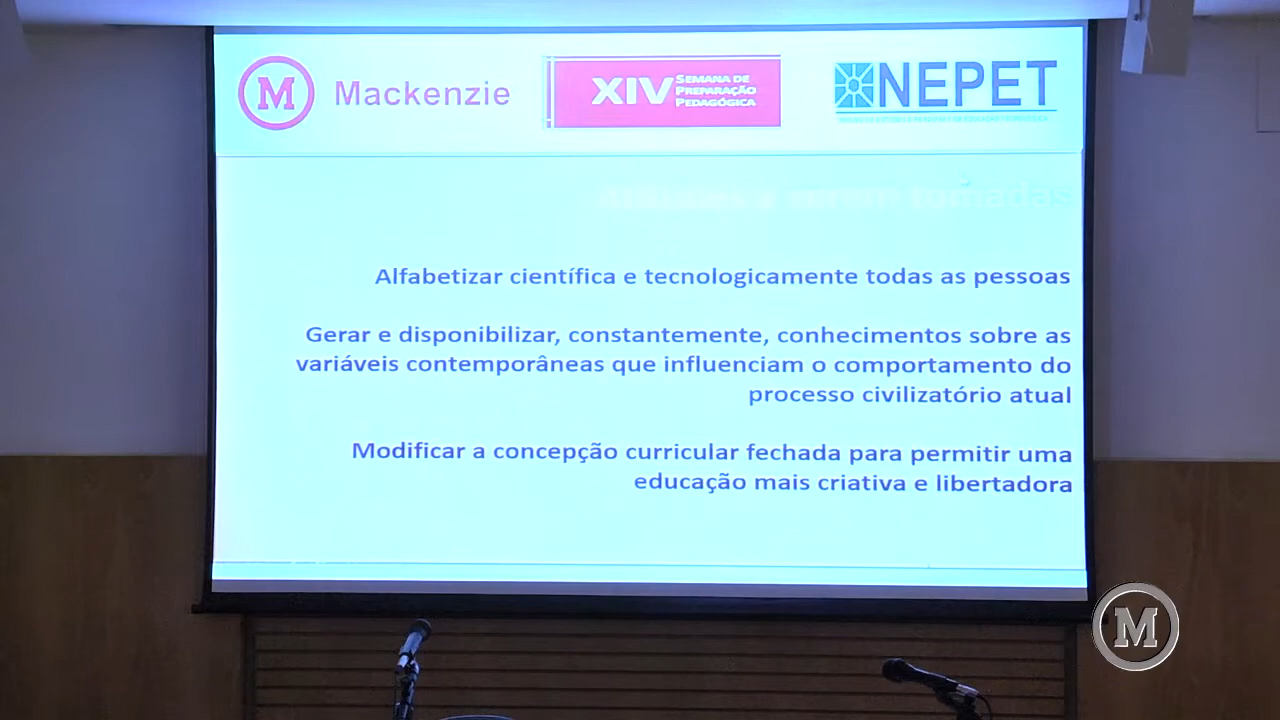 M Mackenzie
XIV SEMANA DE
PREPARAÇÃO
PEDAGÓGICA
NEPET
a serem tomadas
Alfabetizar científica e tecnologicamente todas as pessoas
Gerar e disponibilizar, constantemente, conhecimentos sobre as
variáveis contemporâneas que influenciam o comportamento do
processo civilizatório atual
Modificar a concepção curricular fechada para permitir uma
educação mais criativa e libertadora
M